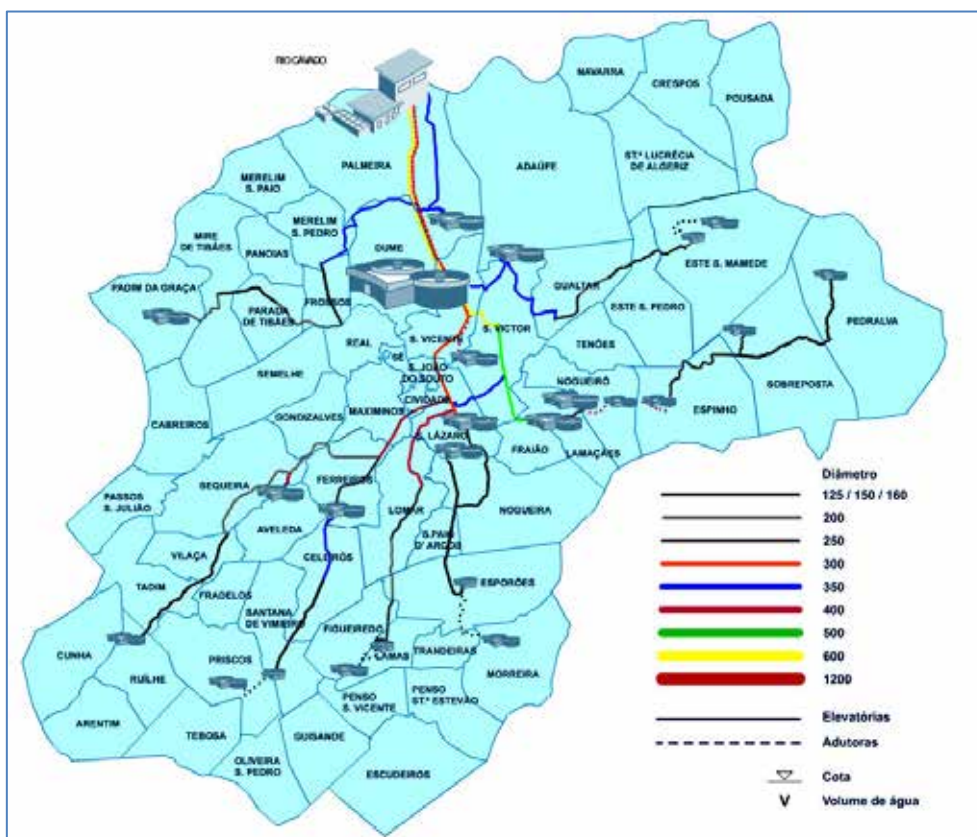 RIO CAVADO
NAVARRA
CRESPOS
POUSADA
PALMEIRA
ADAÚFE
ST.ª LUCRÉCIA
DE ALGERIZ
MERELIM
S. PAIO
MERELIM
S. PEDRO
MIRE
DE TIBÃES
PANOIAS
DUME
PADIM DA GRAÇA
PARADA
DE TIBÃES
FROSSOS
GUALTAR
ESTE S. MAMEDE
ESTE S. PEDRO
PEDRALVA
REAL
S. VICENTE
S. VICTOR
TENÕES
SÉ
S. JOÃO
DO SOUTO
SEMELHE
CIVIDADE
NOGUEIRÓ
SOBREPOSTA
ESPINHO
CABREIROS
GONDIZALVES
MAXIMINOS
S. LÁZARO
FRAIÃO
LAMAÇÃES
SEQUEIRA
FERREIROS
LOMAR
NOGUEIRA
PASSOS
S. JULIÃO
AVELEDA
S.PAIO
D' ARCOS
VILAÇA
CELEIRÓS
TADIM
FRADELOS
ESPORÕES
SANTANA
DE VIMIEIRO
FIGUEIREDO
CUNHA
RUÍLHE
PRISCOS
LAMAS
TRANDEIRAS
MORREIRA
ARENTIM
TEBOSA
PENSO
S. VICENTE
PENSO
ST.ª ESTEVÃO
GUISANDE
OLIVEIRA
S. PEDRO
ESCUDEIROS
Diâmetro
125 / 150 / 160
200
250
300
350
400
500
600
1200
Elevatórias
Adutoras
Cota
V Volume de água